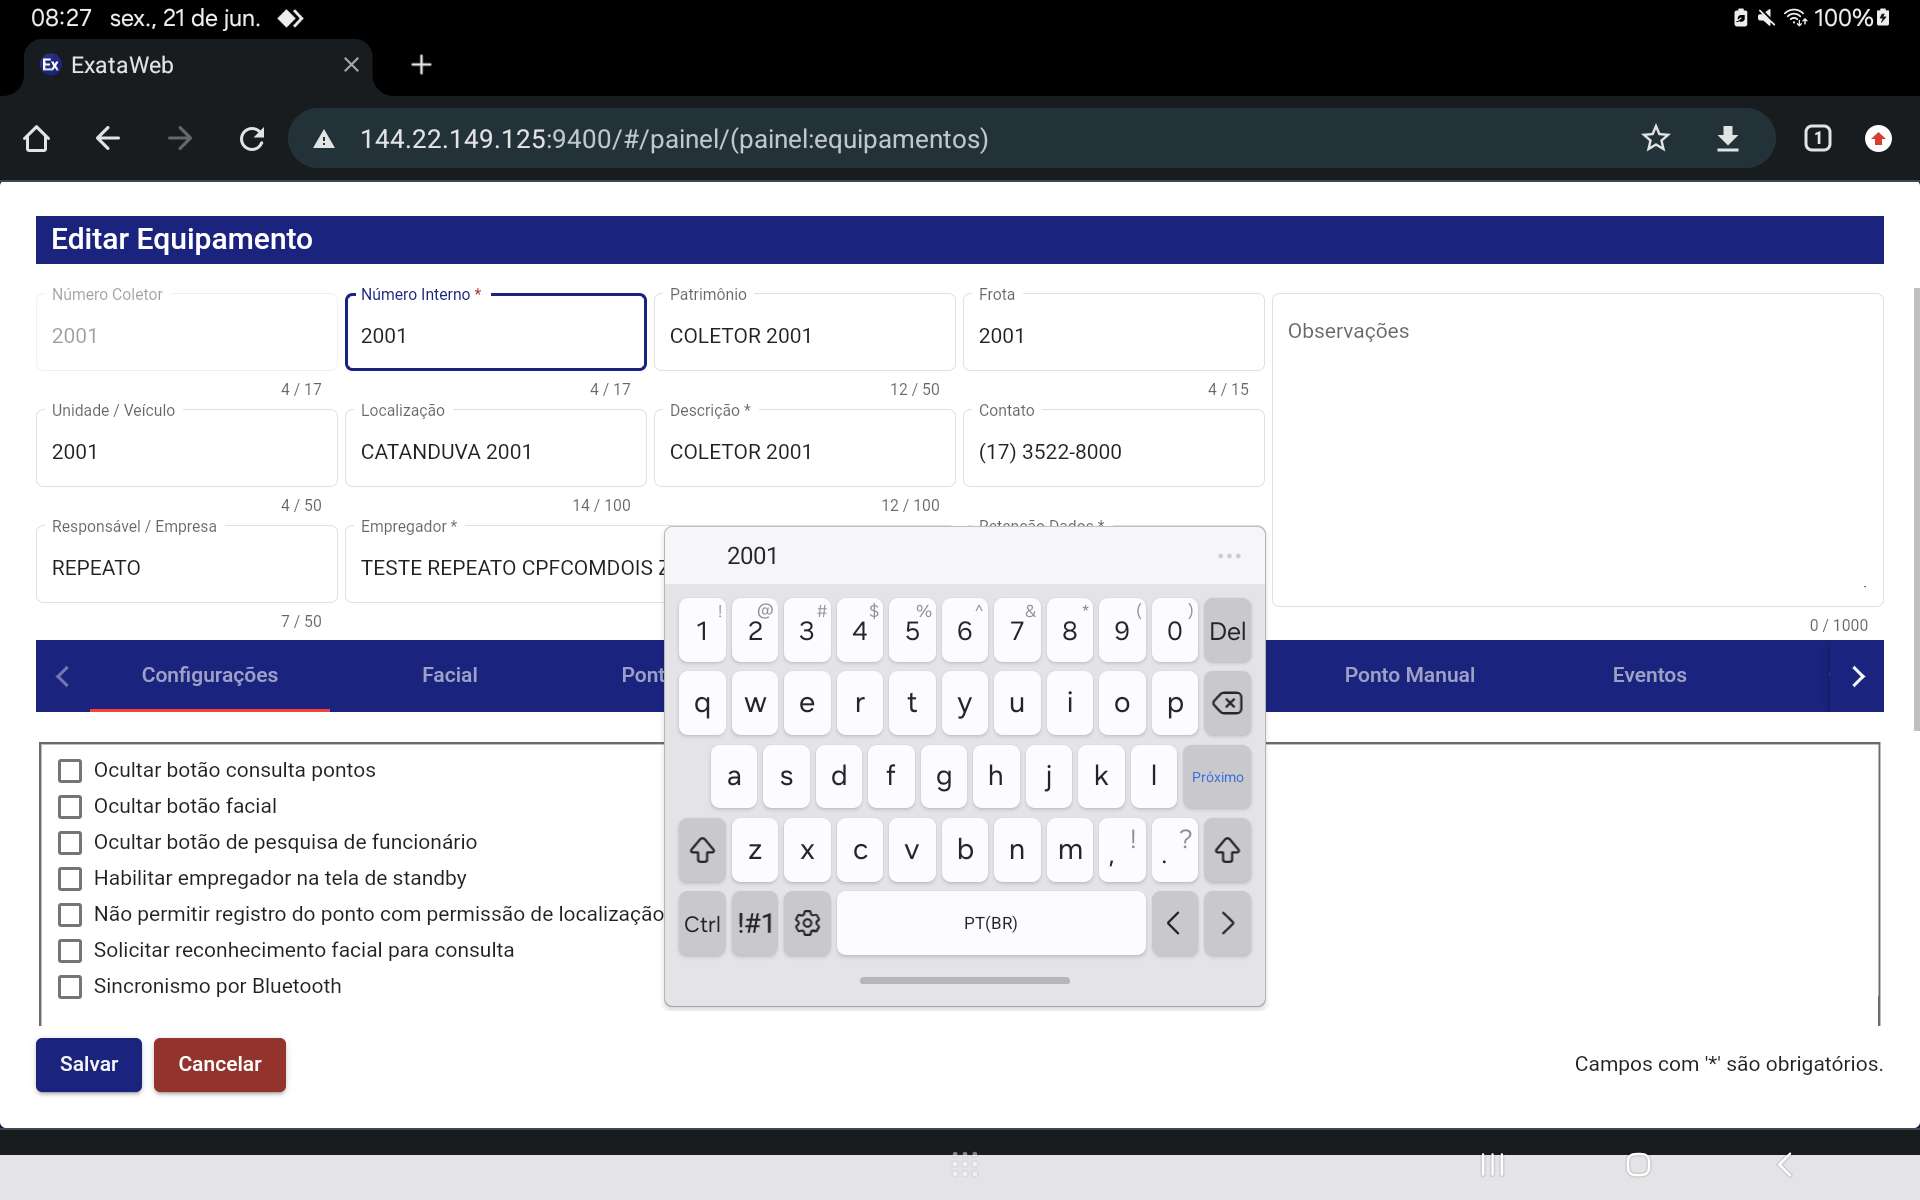 08:27 sex., 21 de jun. 100%
Ex ExataWeb
144.22.149.125:9400/#/painel/(painel:equipamentos) 1
Editar Equipamento
Número Coletor Número Interno * Patrimônio Frota
2001 2001 COLETOR 2001 2001 Observações
4 / 17 4 / 17 12 / 50 4 / 15
Unidade / Veículo Localização Descrição * Contato
2001 CATANDUVA 2001 COLETOR 2001 (17) 3522-8000
4 / 50 14 / 100 12 / 100
Responsável / Empresa Empregador * Retenção Dados *
REPEATO TESTE REPEATO CPFCOMDOIS
7 / 50 0 / 1000
2001 ...
! @ # $ % ^ & * ( )
1 2 3 4 5 6 7 8 9 0 Del
Configurações Facial Pont Ponto Manual Eventos
q w e r t y u i o p
a s d f g h j k l Próximo
z x c v b n m , ! . ?
Ctrl !#1 PT(BR) < >
Ocultar botão consulta pontos
Ocultar botão facial
Ocultar botão de pesquisa de funcionário
Habilitar empregador na tela de standby
Não permitir registro do ponto com permissão de localização
Solicitar reconhecimento facial para consulta
Sincronismo por Bluetooth
Salvar Cancelar Campos com '*' são obrigatórios.